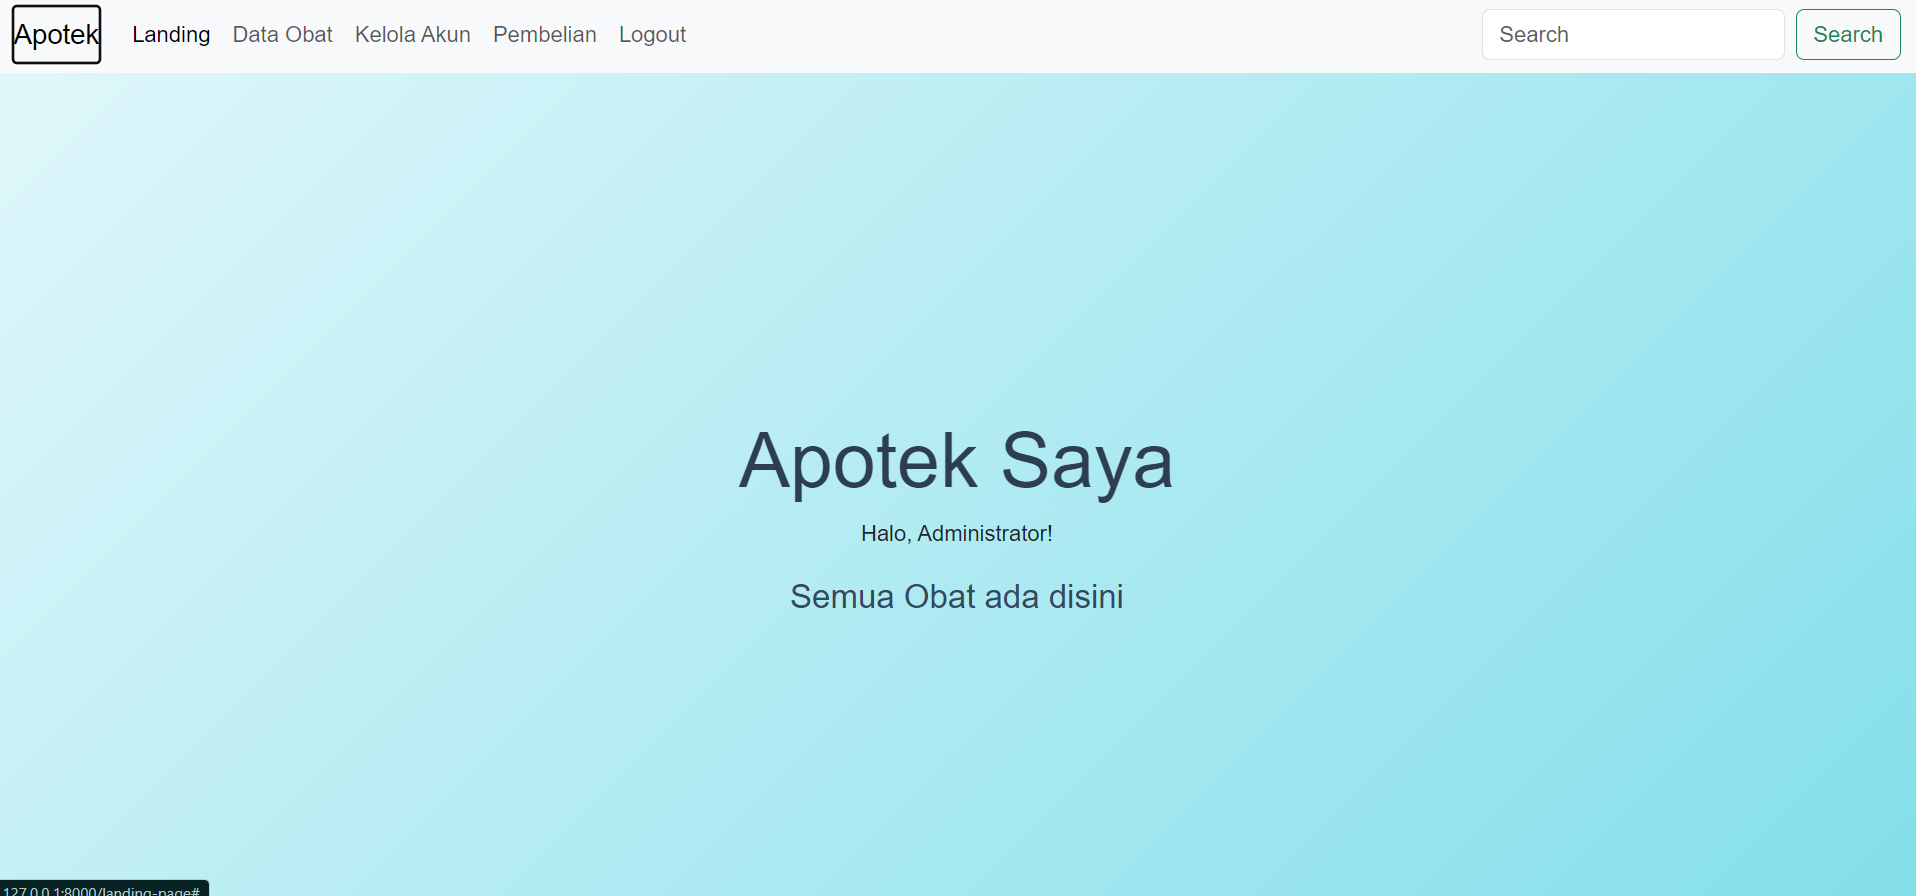 Apotek Landing Data Obat Kelola Akun Pembelian Logout Search Search
Apotek Saya
Halo, Administrator!
Semua Obat ada disini
127.0.0.1:8000/landing-page#